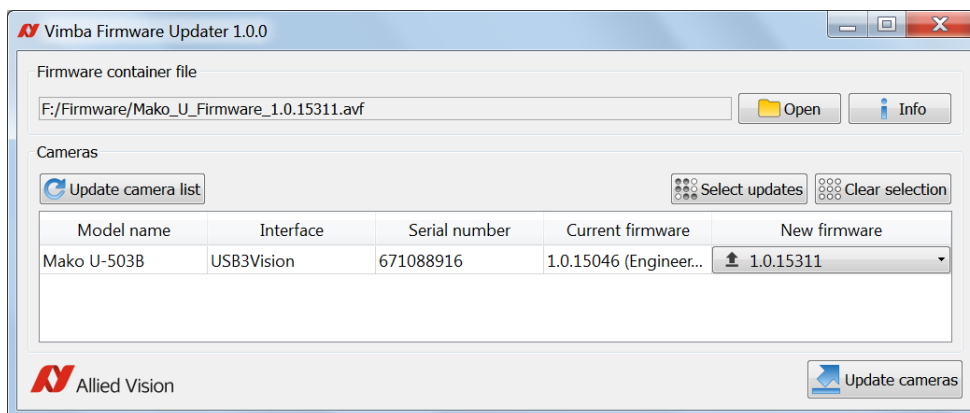 Vimba Firmware Updater 1.0.0
Firmware container file
F:/Firmware/Mako_U_Firmware_1.0.15311.avf Open Info
Cameras
Update camera list Select updates Clear selection
Model name Interface Serial number Current firmware New firmware
Mako U-503B USB3Vision 671088916 1.0.15046 (Engineer... 1.0.15311
Allied Vision Update cameras